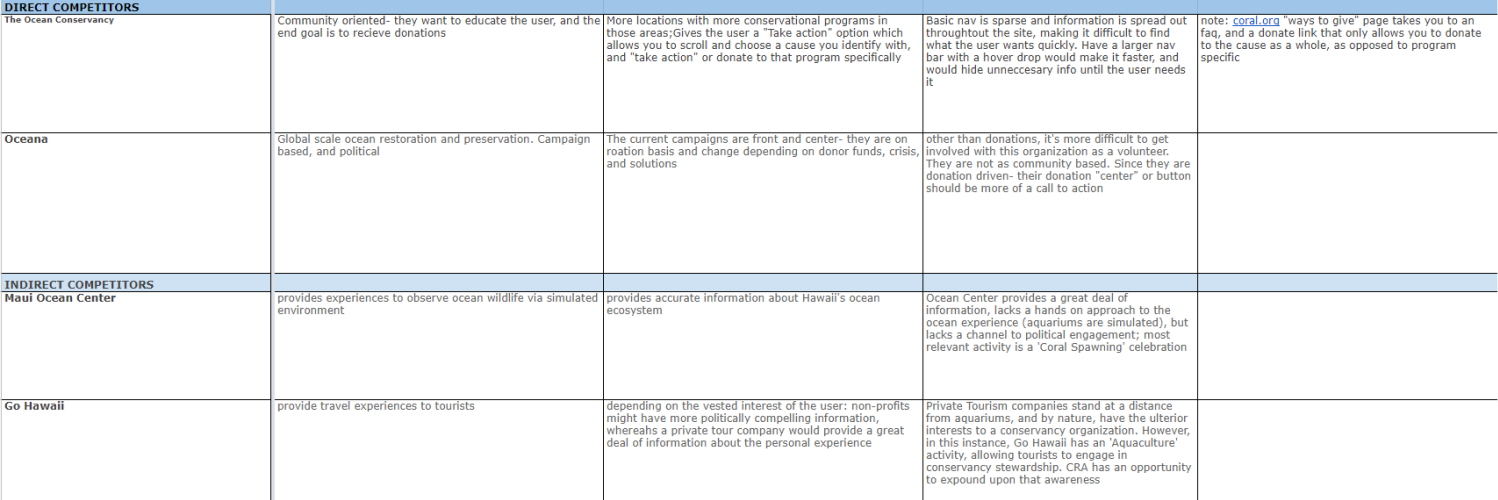 DIRECT COMPETITORS
The Ocean Conservancy
Community oriented- they want to educate the user, and the
end goal is to recieve donations
More locations with more conservational programs in
those areas;Gives the user a "Take action" option which
allows you to scroll and choose a cause you identify with,
and "take action" or donate to that program specifically
Basic nav is sparse and information is spread out
throughtout the site, making it difficult to find
what the user wants quickly. Have a larger nav
bar with a hover drop would make it faster, and
would hide unneccesary info until the user needs
it
note: coral.org "ways to give" page takes you to an
faq, and a donate link that only allows you to donate
to the cause as a whole, as opposed to program
specific
Oceana
Global scale ocean restoration and preservation. Campaign
based, and political
The current campaigns are front and center- they are on
roation basis and change depending on donor funds, crisis,
and solutions
other than donations, it's more difficult to get
involved with this organization as a volunteer.
They are not as community based. Since they are
donation driven- their donation "center" or button
should be more of a call to action
INDIRECT COMPETITORS
Maui Ocean Center
provides experiences to observe ocean wildlife via simulated
environment
provides accurate information about Hawaii's ocean
ecosystem
Ocean Center provides a great deal of
information, lacks a hands on approach to the
ocean experience (aquariums are simulated), but
lacks a channel to political engagement; most
relevant activity is a 'Coral Spawning' celebration
Go Hawaii
provide travel experiences to tourists
depending on the vested interest of the user: non-profits
might have more politically compelling information,
whereahs a private tour company would provide a great
deal of information about the personal experience
Private Tourism companies stand at a distance
from aquariums, and by nature, have the ulterior
interests to a conservancy organization. However,
in this instance, Go Hawaii has an 'Aquaculture'
activity, allowing tourists to engage in
conservancy stewardship. CRA has an opportunity
to expound upon that awareness